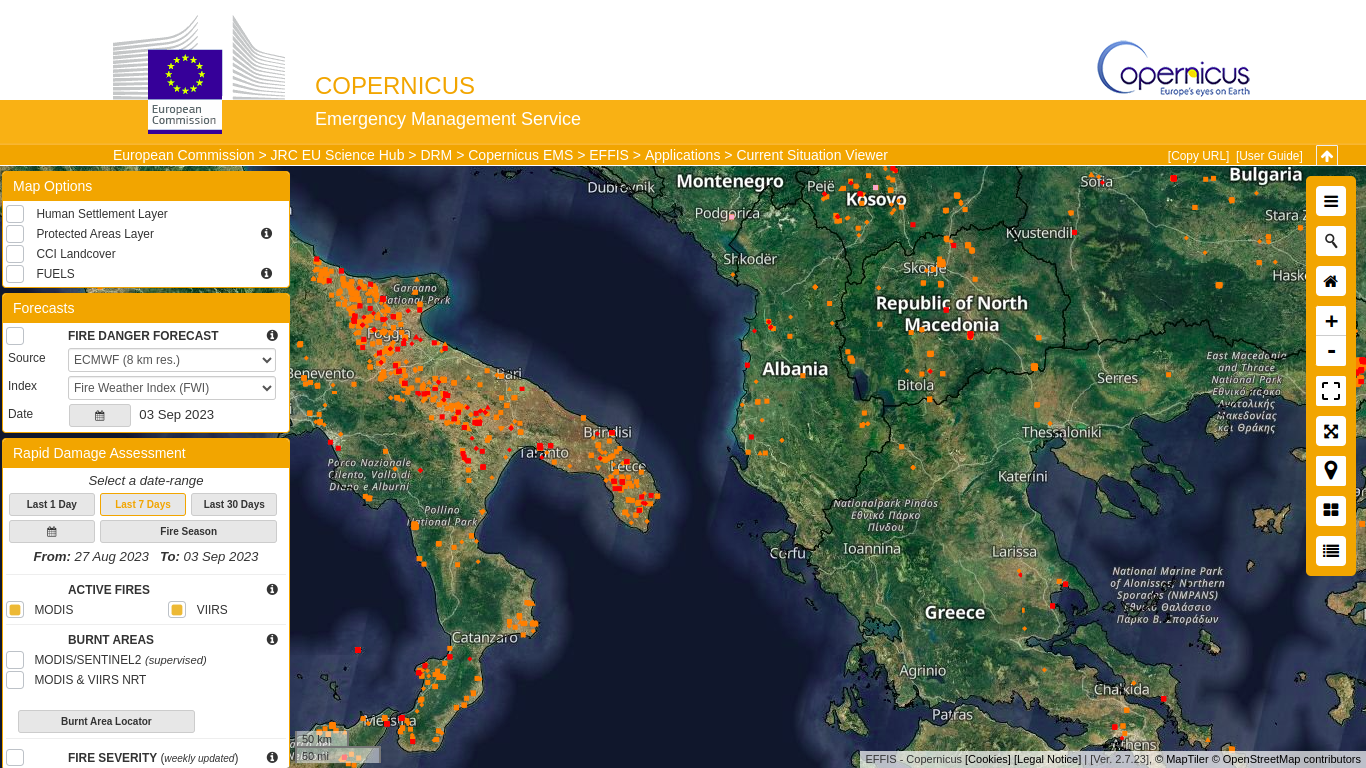 COPERNICUS
opernicus
Europe's eyes on Earth
European
Commission
Emergency Management Service
European Commission > JRC EU Science Hub > DRM > Copernicus EMS > EFFIS > Applications > Current Situation Viewer
[Copy URL] [User Guide]
Map Options
Human Settlement Layer
Protected Areas Layer
CCI Landcover
FUELS
Forecasts
FIRE DANGER FORECAST
Source
ECMWF (8 km res.)
Index
Fire Weather Index (FWI)
Date
03 Sep 2023
Rapid Damage Assessment
Select a date-range
Last 1 Day
Last 7 Days
Last 30 Days
Fire Season
From: 27 Aug 2023 To: 03 Sep 2023
ACTIVE FIRES
MODIS
VIIRS
BURNT AREAS
MODIS/SENTINEL2 (supervised)
MODIS & VIIRS NRT
Burnt Area Locator
FIRE SEVERITY (weekly updated)
Dubrovnik
Montenegro
Pejë
Kosovo
Sofia
Bulgaria
Podgorica
Stara
Kyustendil
Shkodër
Skopje
Hask
Gargano
National Park
Republic of North
Macedonia
Foggia
Benevento
Bari
Albania
Bitola
Serres
East Macedonia
and Thrace
National Park
Εθνικό πάρκο
Ανατολικής
Μακεδονίας
και Θράκης
Brindisi
Thessaloniki
Taranto
Lecce
Parco Nazionale
Cilento, Vallo di
Diano e Alburni
Katerini
Pollino
National Park
Nationalpark Pindos
Εθνικό Πάρκο
Πίνδου
Corfu
Ioannina
Larissa
National Marine Park
of Alonissos, Northern
Sporades (NMPANS)
Εθνικό Θαλάσσιο
Πάρκο Β. Σποράδων
Greece
Catanzaro
Agrinio
Chalkida
Patras
Messina
Athens
50 km
50 mi
+
-
EFFIS - Copernicus [Cookies] [Legal Notice] | [Ver. 2.7.23], © MapTiler © OpenStreetMap contributors